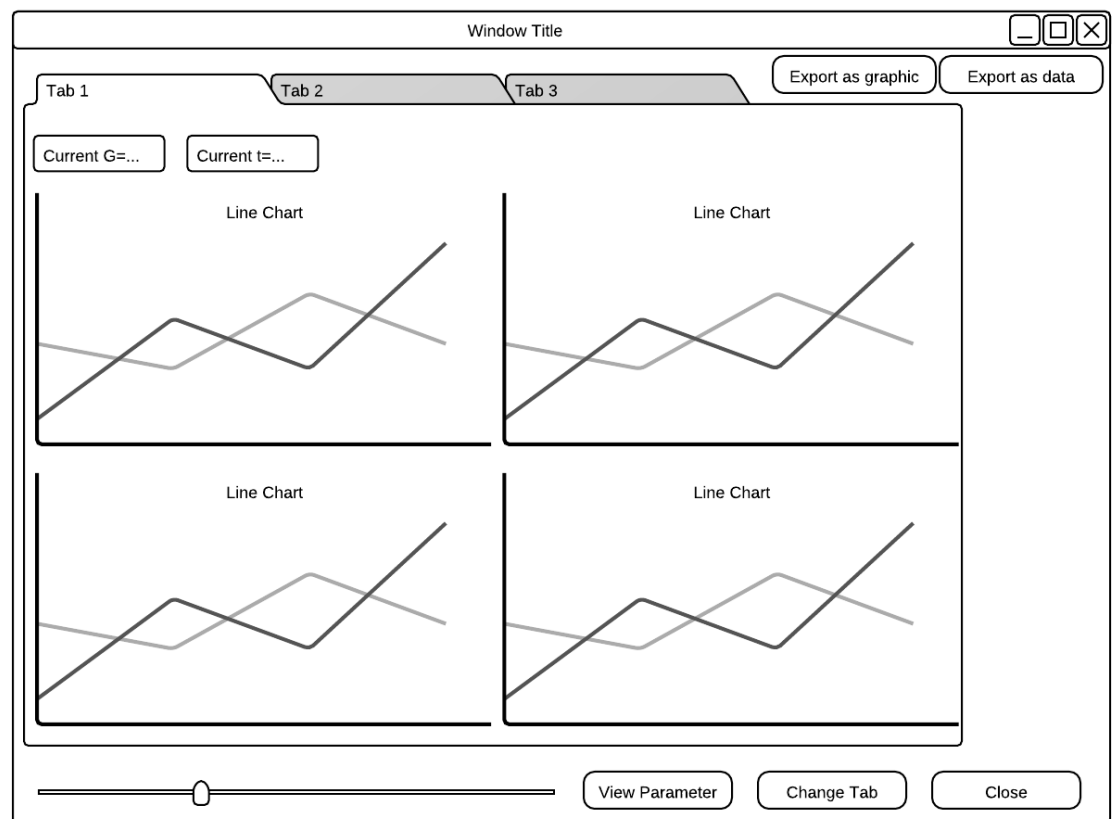 Window Title
Export as graphic
Export as data
Tab 1
Tab 2
Tab 3
Current G=...
Current t=...
Line Chart
Line Chart
Line Chart
Line Chart
View Parameter
Change Tab
Close